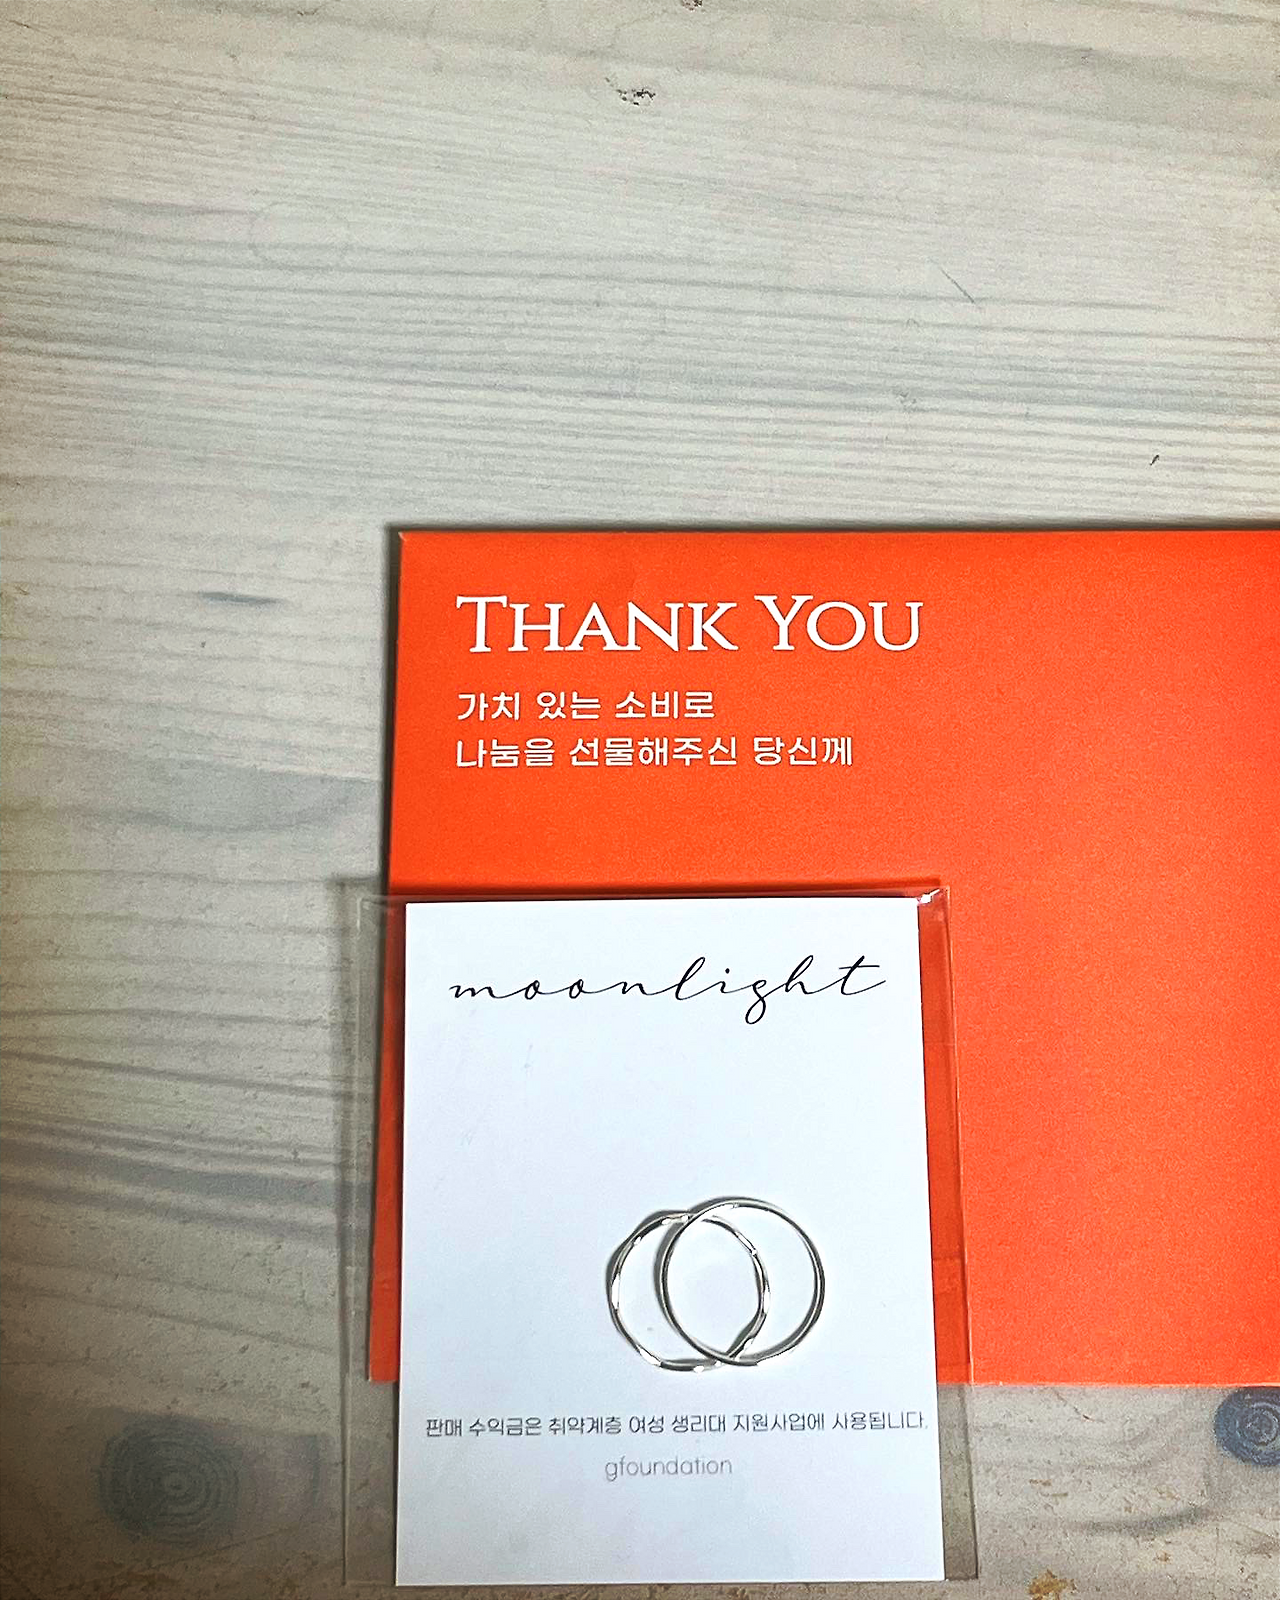 THANK YOU
가치 있는 소비로
나눔을 선물해주신 당신께
moonlight
판매 수익금은 취약계층 여성 생리대 지원사업에 사용됩니다.
gfoundation